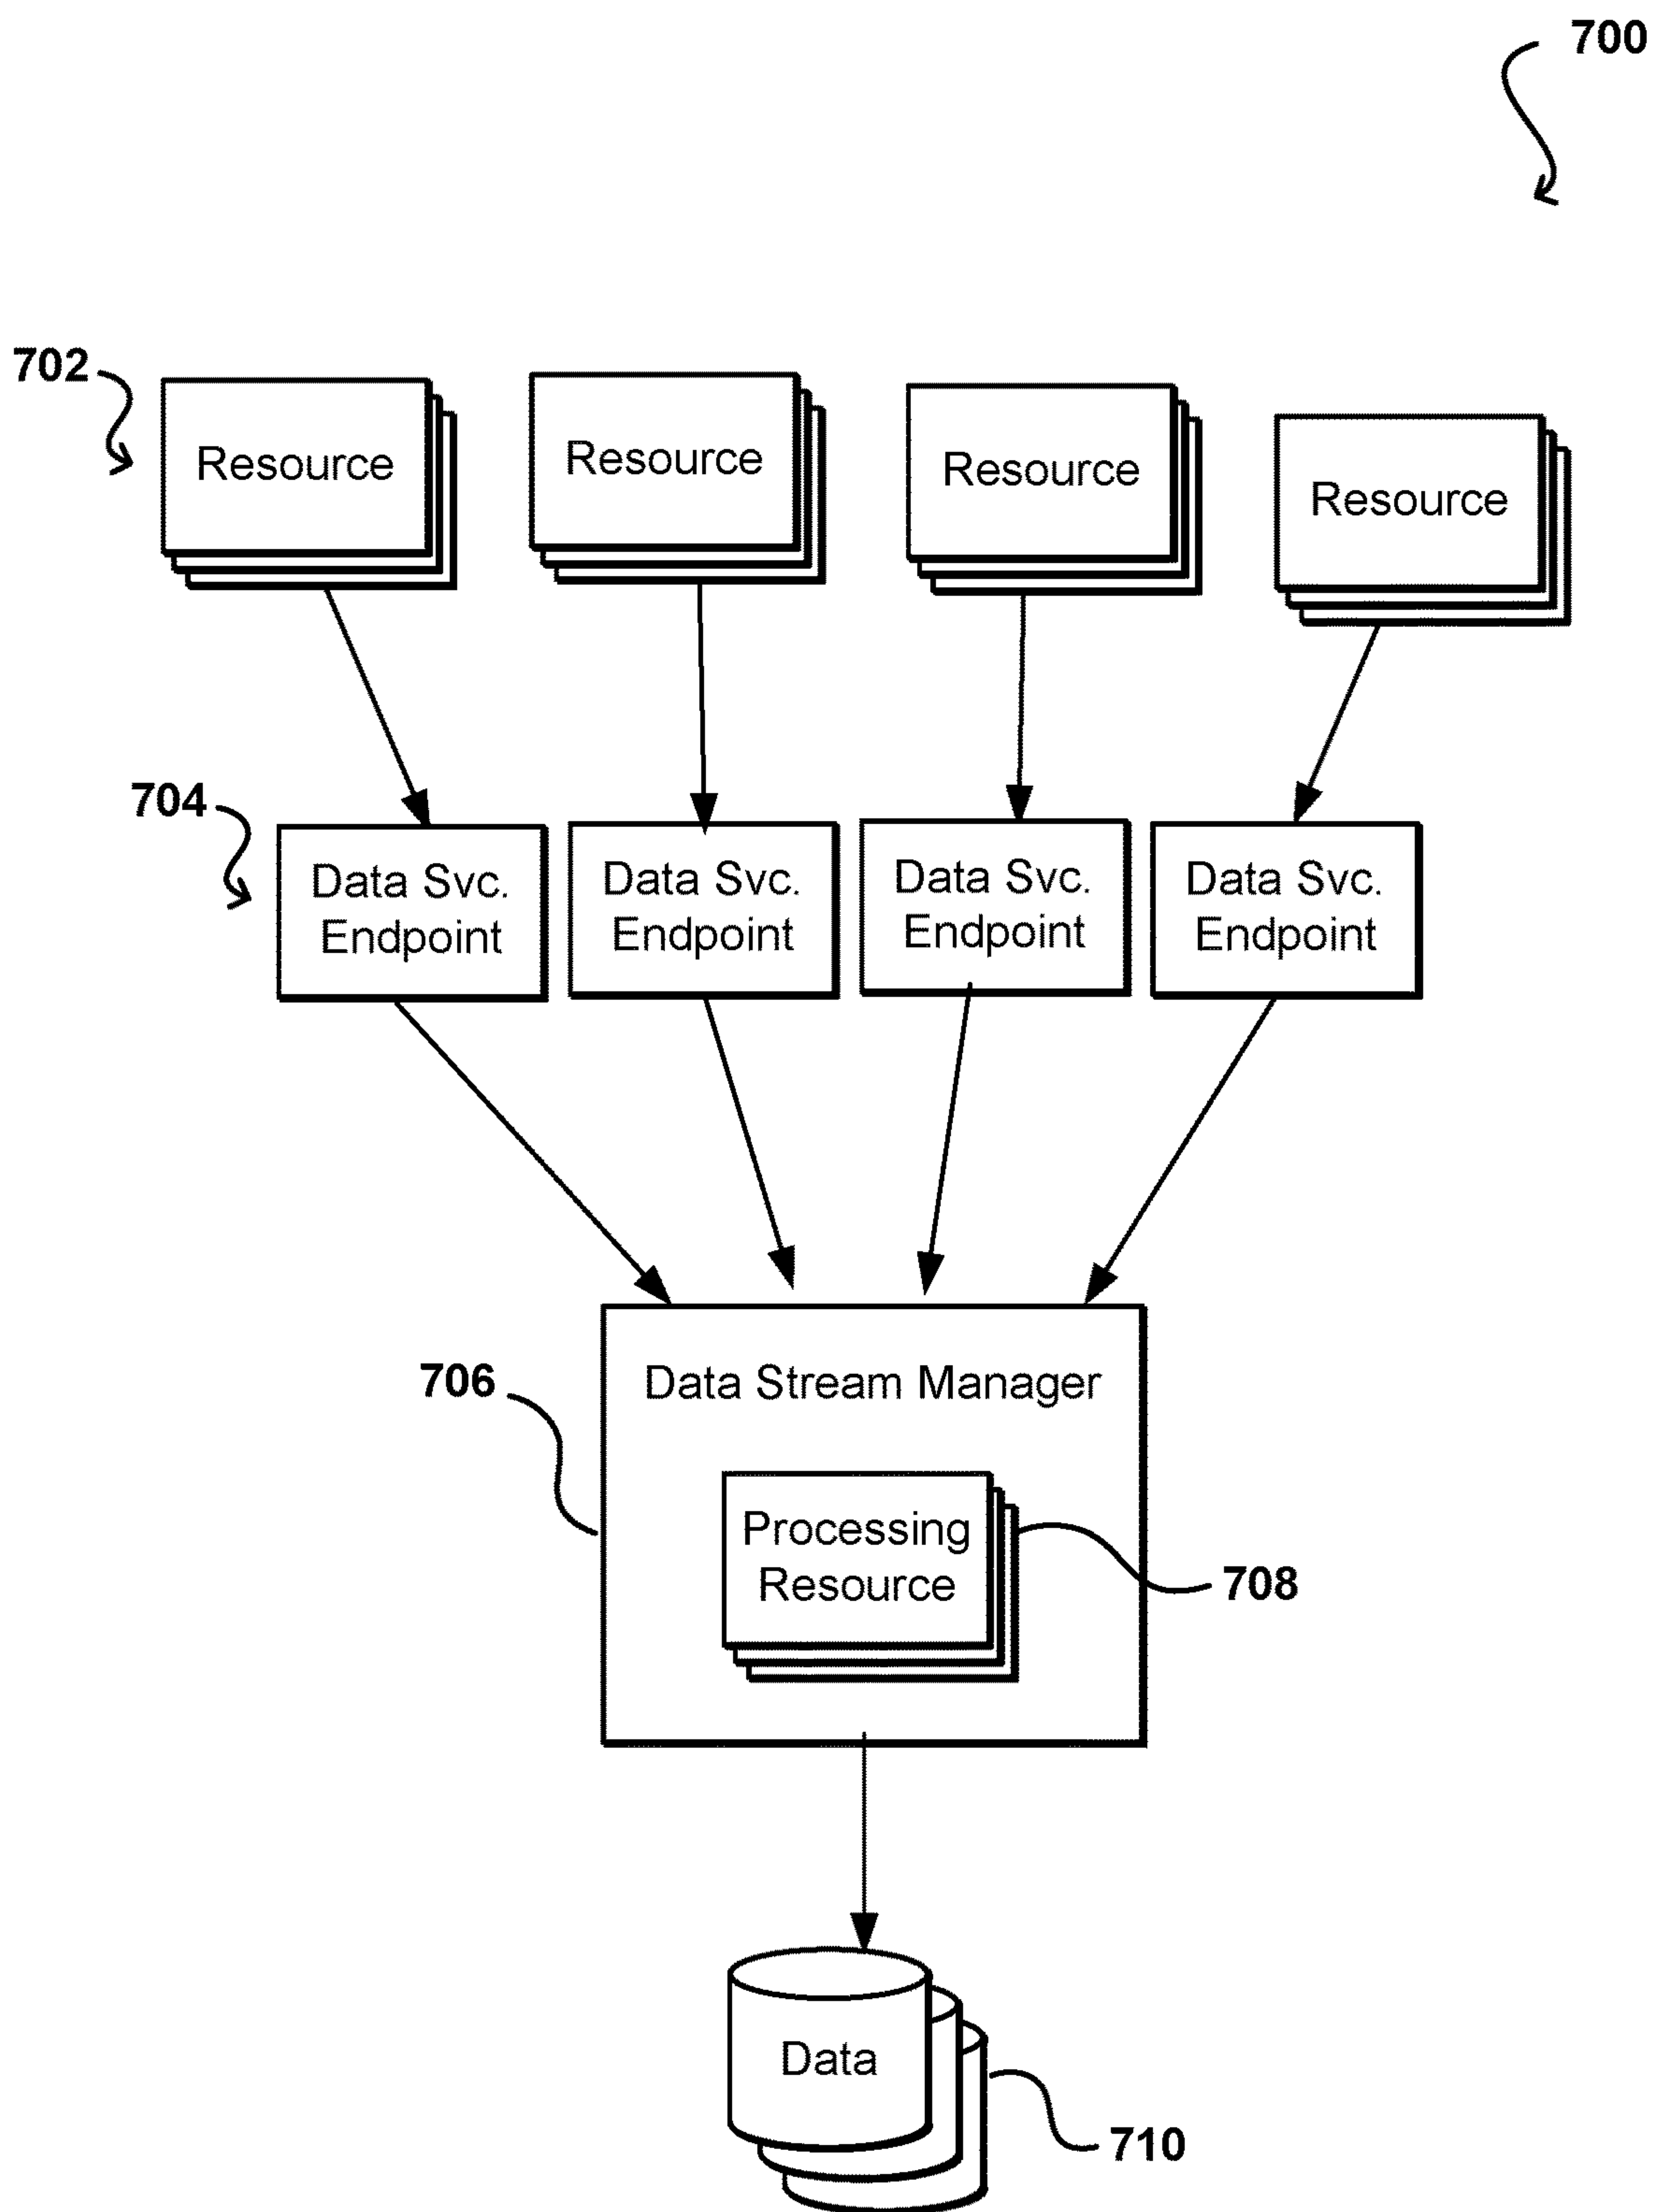 700
702
Resource
Resource
Resource
Resource
704
Data Svc.
Endpoint
Data Svc.
Endpoint
Data Svc.
Endpoint
Data Svc.
Endpoint
706
Data Stream Manager
Processing
Resource
708
Data
710